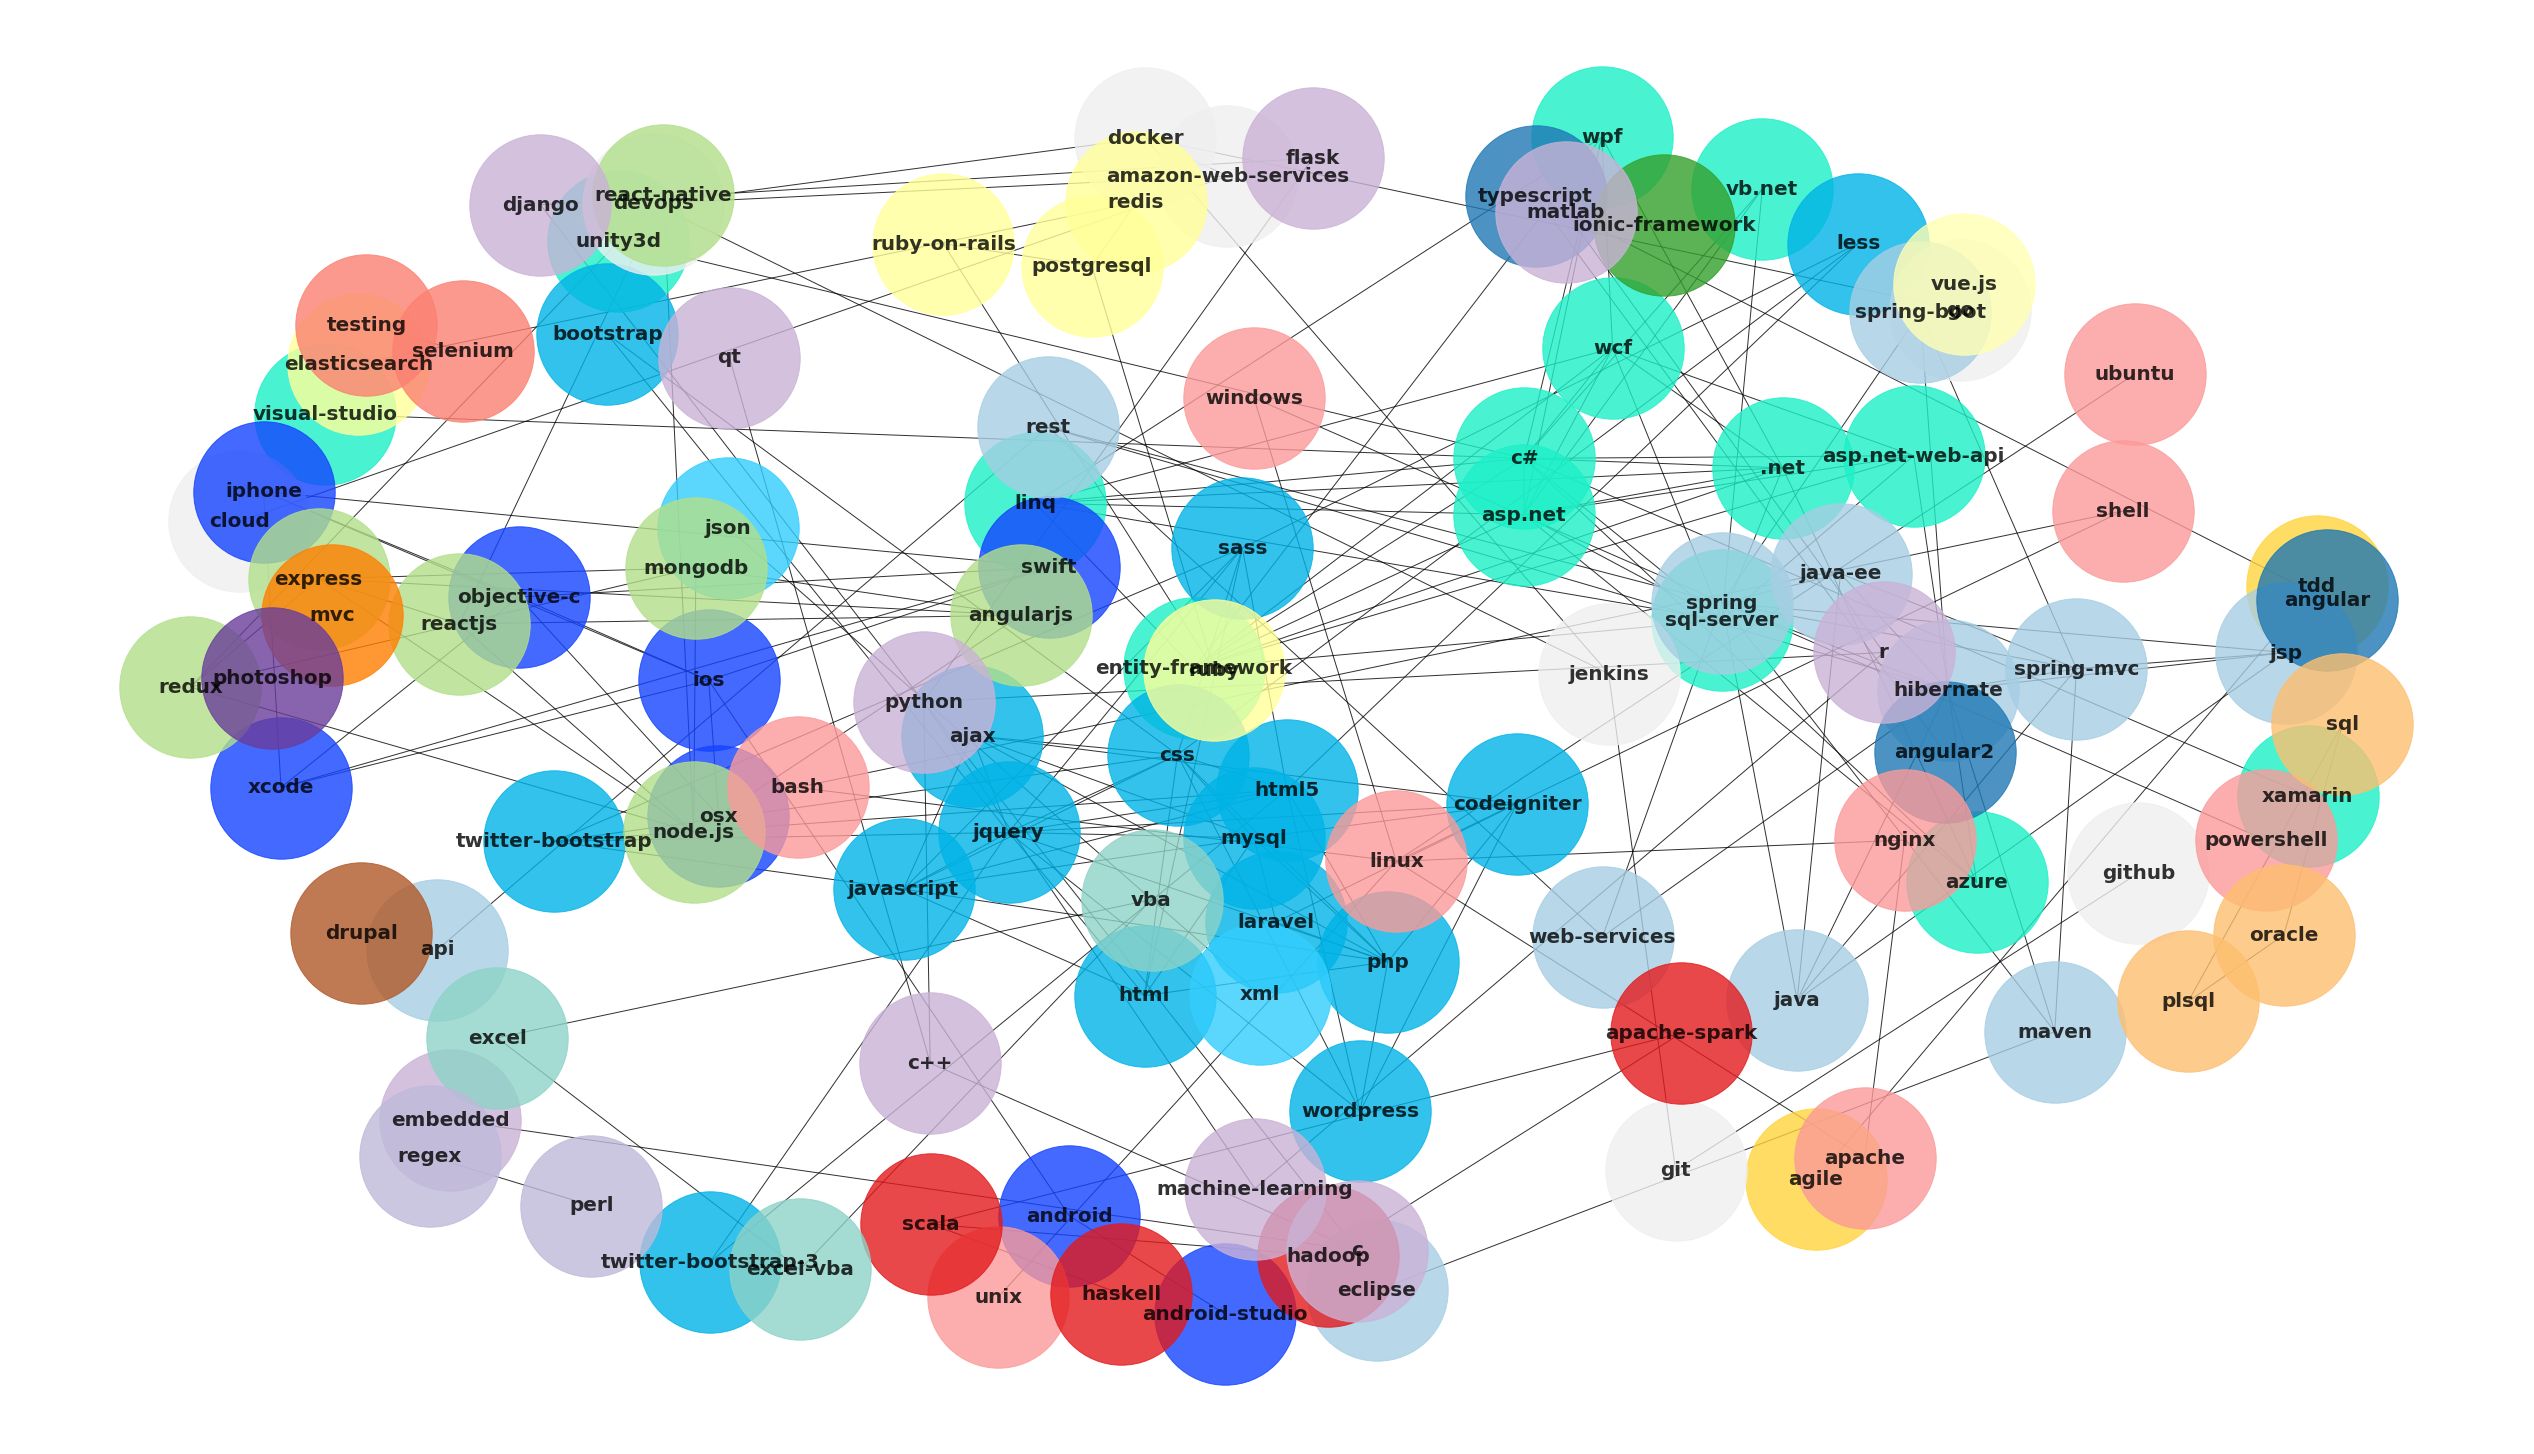 docker
wpf
flask
amazon-web-services
vb.net
react-native
typescript
django
devops
redis
matlab
ionic-framework
unity3d
ruby-on-rails
less
postgresql
vue.js
spring-boot
go
testing
bootstrap
selenium
qt
wcf
elasticsearch
ubuntu
windows
visual-studio
rest
c#
asp.net-web-api
.net
iphone
linq
shell
asp.net
cloud
json
sass
mongodb
swift
java-ee
express
tdd
angular
objective-c
spring
mvc
angularjs
sql-server
reactjs
r
jsp
entity-framework
ruby
spring-mvc
jenkins
photoshop
ios
redux
hibernate
python
sql
ajax
css
angular2
xcode
bash
html5
xamarin
codeigniter
osx
node.js
jquery
mysql
twitter-bootstrap
nginx
powershell
linux
github
azure
javascript
vba
laravel
drupal
api
web-services
oracle
php
html
xml
java
plsql
apache-spark
maven
excel
c++
wordpress
embedded
regex
apache
git
agile
machine-learning
perl
android
scala
c
hadoop
twitter-bootstrap-3
excel-vba
eclipse
haskell
unix
android-studio